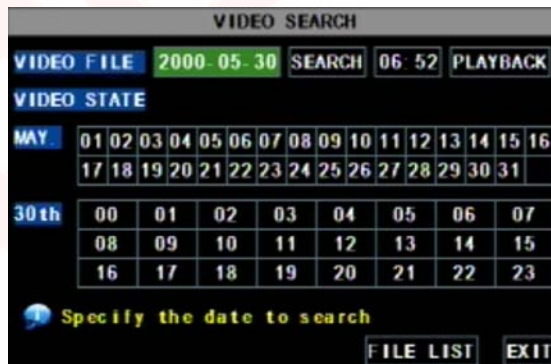 VIDEO SEARCH
VIDEO FILE 2000-05-30 SEARCH 06:52 PLAYBACK
VIDEO STATE
MAY. 01 02 03 04 05 06 07 08 09 10 11 12 13 14 15 16
17 18 19 20 21 22 23 24 25 26 27 28 29 30 31
30th 00 01 02 03 04 05 06 07
08 09 10 11 12 13 14 15
16 17 18 19 20 21 22 23
Specify the date to search
FILE LIST EXIT